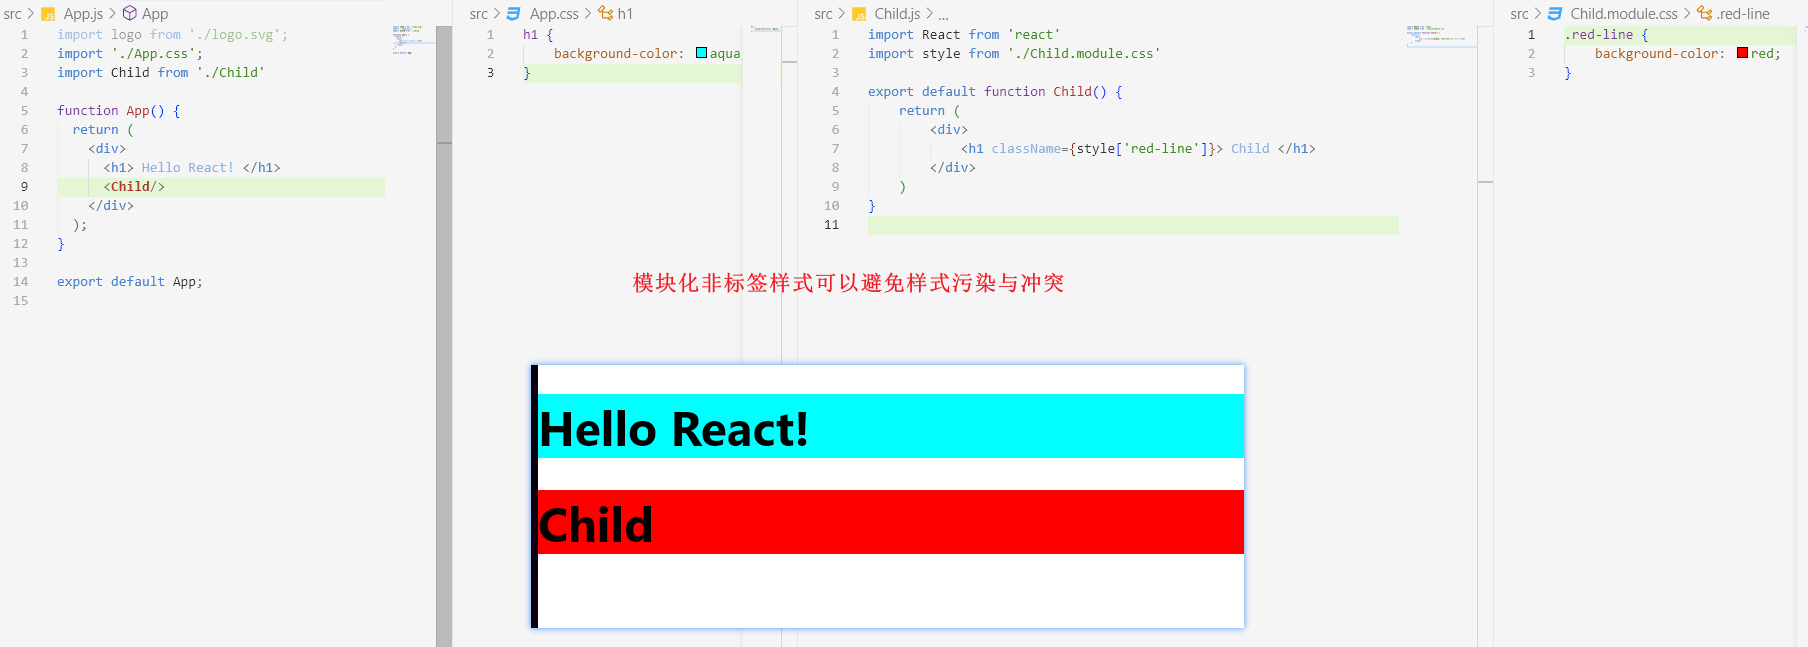 src > App.js > App
1 import logo from './logo.svg';
2 import './App.css';
3 import Child from './Child'
4
5 function App() {
6 return (
7 <div>
8 <h1> Hello React! </h1>
9 <Child/>
10 </div>
11 );
12 }
13
14 export default App;
15
src > App.css > h1
1 h1 {
2 background-color: aqua
3 }
src > JS Child.js > ...
1 import React from 'react'
2 import style from './Child.module.css'
3
4 export default function Child() {
5 return (
6 <div>
7 <h1 className={style['red-line']}> Child </h1>
8 </div>
9 )
10 }
11
src > Child.module.css > .red-line
1 .red-line {
2 background-color: red;
3 }
模块化非标签样式可以避免样式污染与冲突
Hello React!
Child